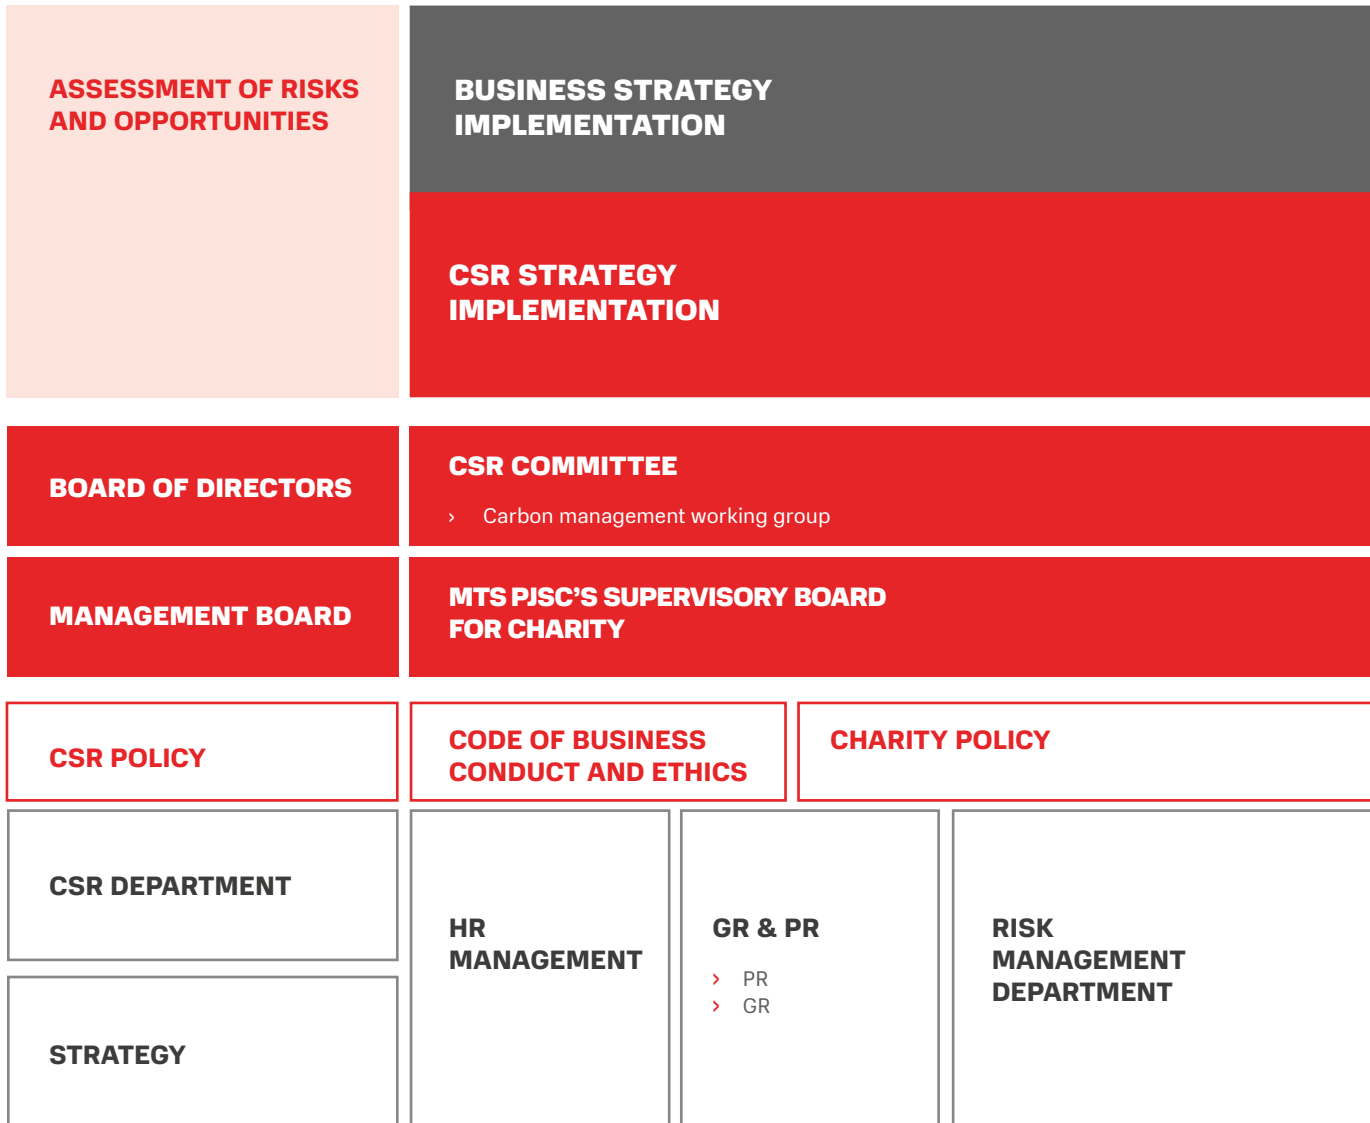 ASSESSMENT OF RISKS
AND OPPORTUNITIES
BUSINESS STRATEGY
IMPLEMENTATION
CSR STRATEGY
IMPLEMENTATION
BOARD OF DIRECTORS
CSR COMMITTEE
› Carbon management working group
MANAGEMENT BOARD
MTS PJSC’S SUPERVISORY BOARD
FOR CHARITY
CSR POLICY
CODE OF BUSINESS
CONDUCT AND ETHICS
CHARITY POLICY
CSR DEPARTMENT
STRATEGY
HR
MANAGEMENT
GR & PR
› PR
› GR
RISK
MANAGEMENT
DEPARTMENT